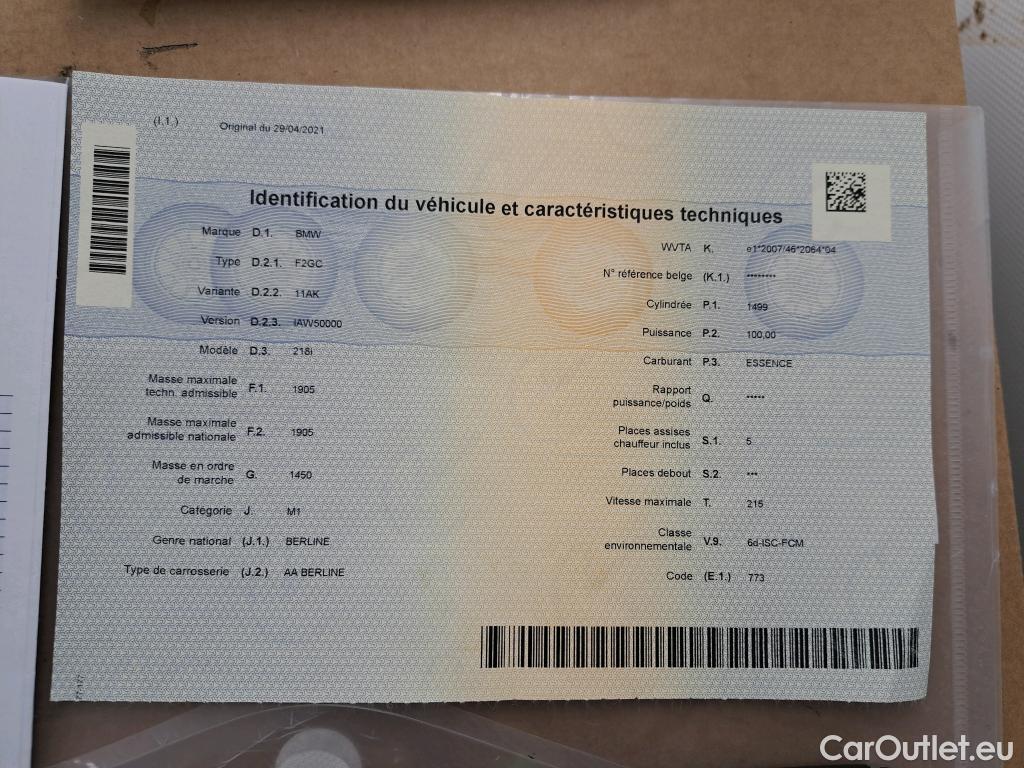 (I.1.) Original du 29/04/2021
Identification du véhicule et caractéristiques techniques
Marque D.1. BMW
Type D.2.1. F2GC
Variante D.2.2. 11AK
Version D.2.3. IAW50000
Modèle D.3. 218i
Masse maximale
techn. admissible F.1. 1905
Masse maximale
admissible nationale F.2. 1905
Masse en ordre
de marche G. 1450
Catégorie J. M1
Genre national (J.1.) BERLINE
Type de carrosserie (J.2.) AA BERLINE
WVTA K. e1*2007/46*2064*04
N° référence belge (K.1.) ********
Cylindrée P.1. 1499
Puissance P.2. 100,00
Carburant P.3. ESSENCE
Rapport
puissance/poids Q. *****
Places assises
chauffeur inclus S.1. 5
Places debout S.2. ***
Vitesse maximale T. 215
Classe
environnementale V.9. 6d-ISC-FCM
Code (E.1.) 773
CarOutlet.eu